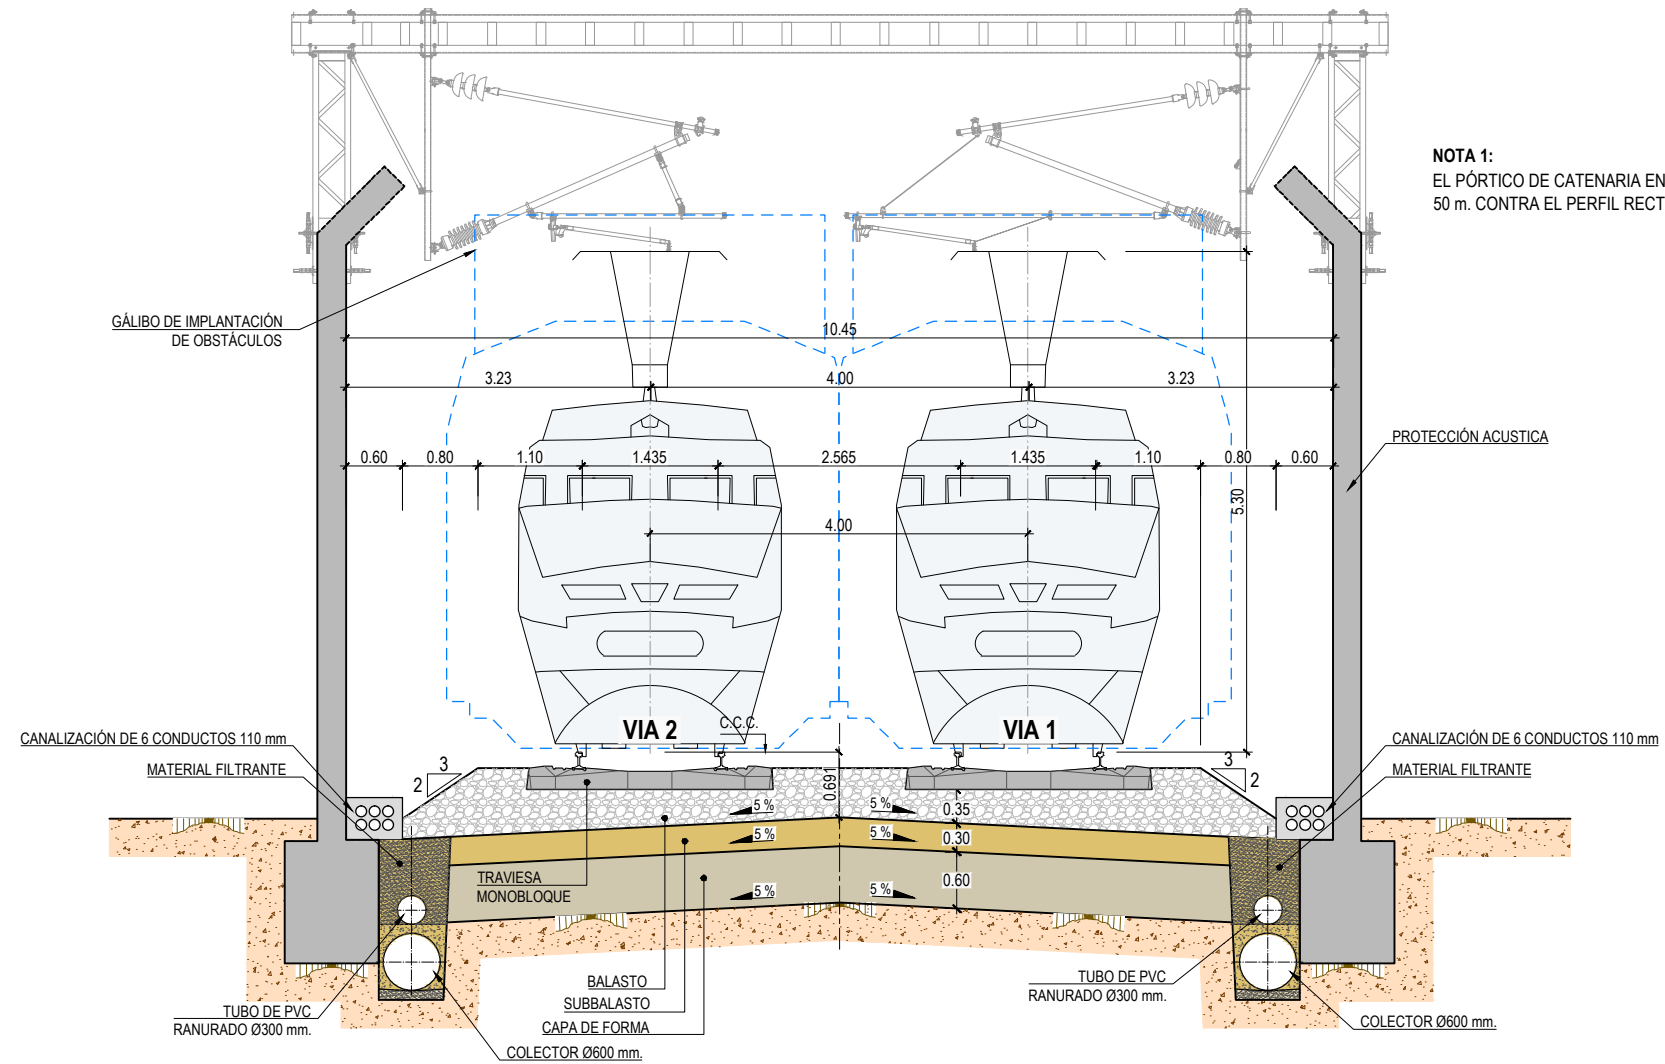 NOTA 1:
EL PÓRTICO DE CATENARIA EN
50 m. CONTRA EL PERFIL RECT
GÁLIBO DE IMPLANTACIÓN
DE OBSTÁCULOS
10.45
3.23
4.00
3.23
PROTECCIÓN ACUSTICA
0.60
0.80
1.10
1.435
2.565
1.435
1.10
0.80
0.60
5.30
4.00
VIA 2
C.C.C.
VIA 1
CANALIZACIÓN DE 6 CONDUCTOS 110 mm
MATERIAL FILTRANTE
3
2
3
2
CANALIZACIÓN DE 6 CONDUCTOS 110 mm
MATERIAL FILTRANTE
0.691
5 %
5 %
0.35
5 %
5 %
0.30
TRAVIESA
MONOBLOQUE
5 %
5 %
0.60
BALASTO
SUBBALASTO
CAPA DE FORMA
TUBO DE PVC
RANURADO Ø300 mm.
COLECTOR Ø600 mm.
TUBO DE PVC
RANURADO Ø300 mm.
COLECTOR Ø600 mm.